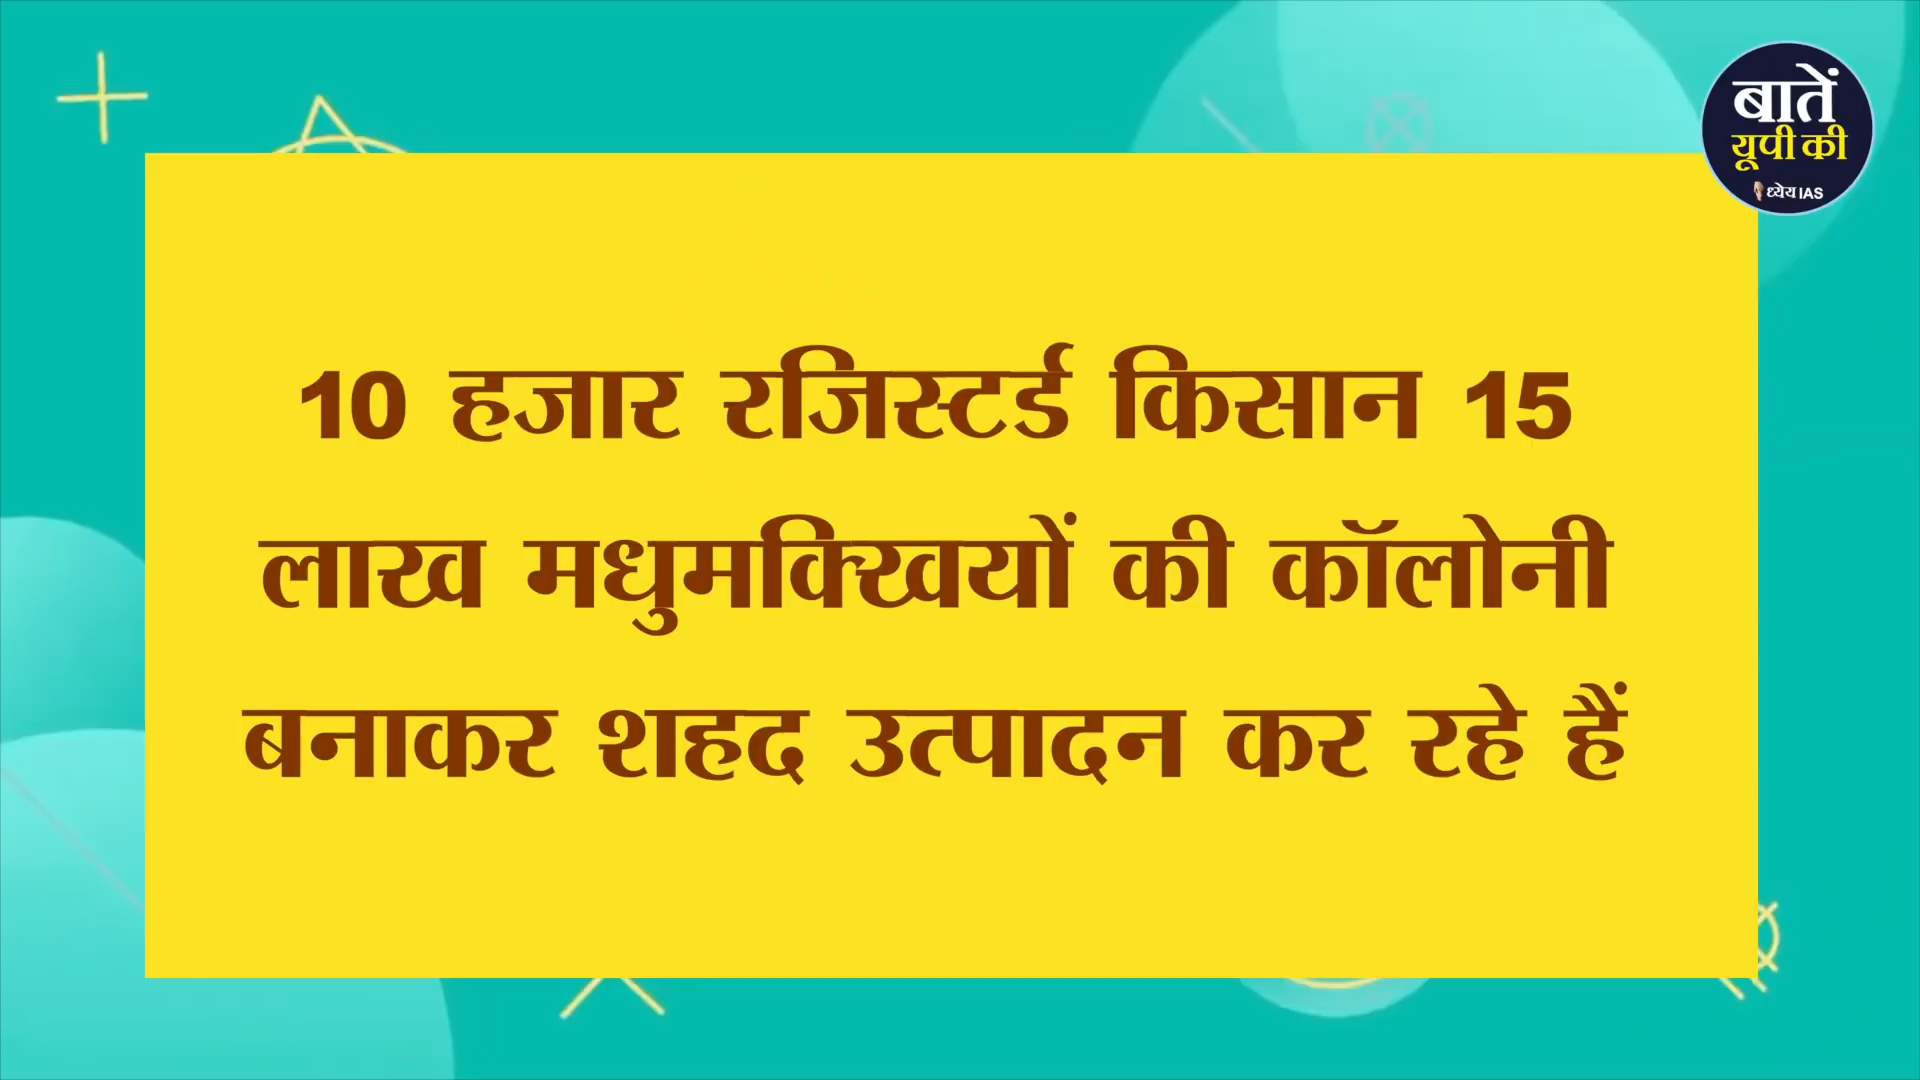 बातें
यूपी की
ध्येय IAS
10 हजार रजिस्टर्ड किसान 15
लाख मधुमक्खियों की कॉलोनी
बनाकर शहद उत्पादन कर रहे हैं